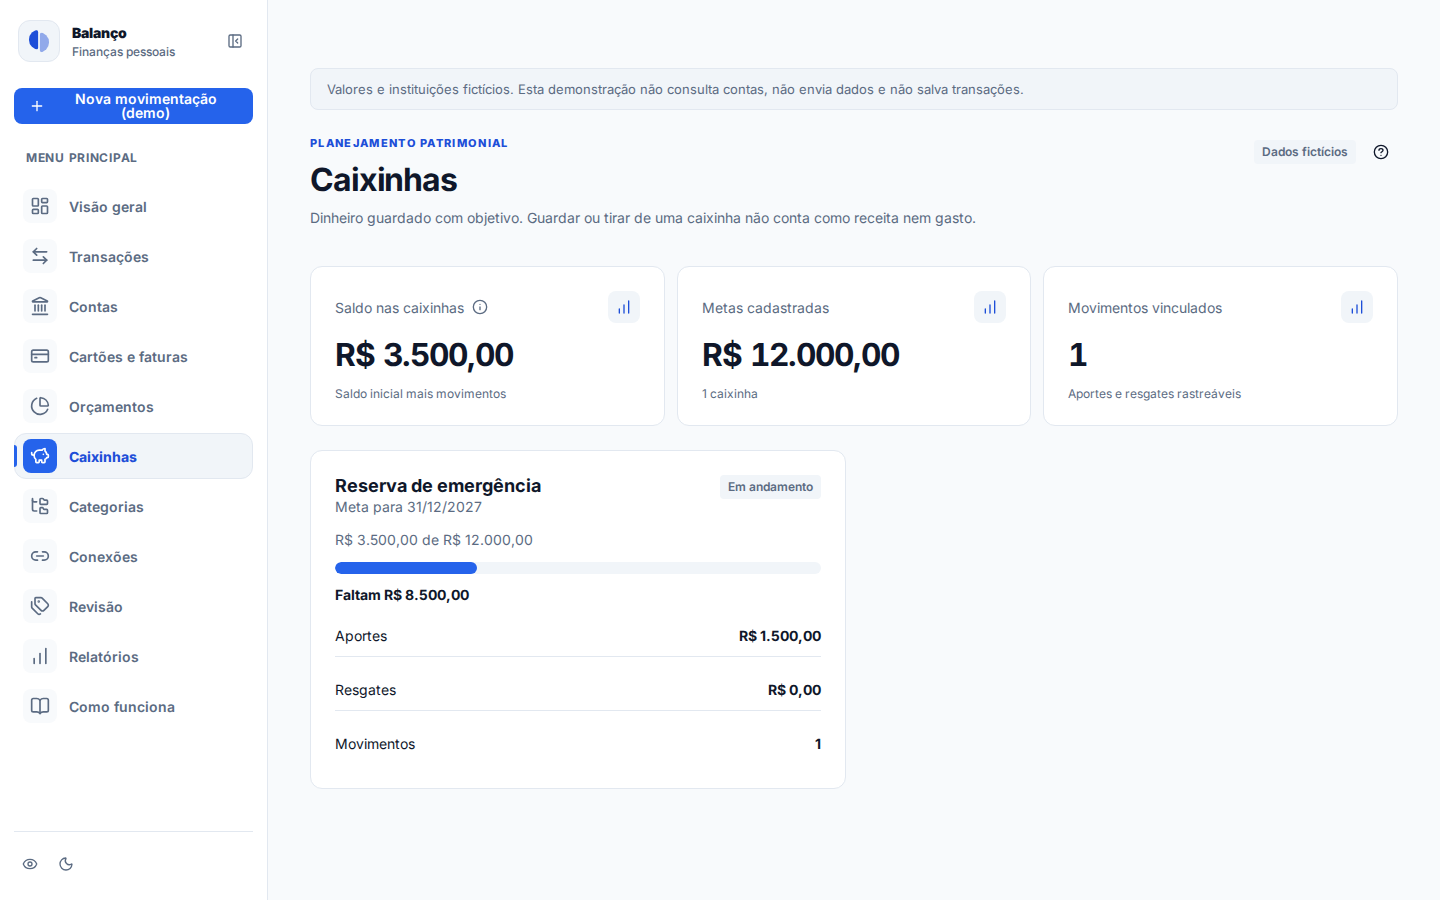 Balanço
Finanças pessoais
Nova movimentação
(demo)
MENU PRINCIPAL
Visão geral
Transações
Contas
Cartões e faturas
Orçamentos
Caixinhas
Categorias
Conexões
Revisão
Relatórios
Como funciona
Valores e instituições fictícios. Esta demonstração não consulta contas, não envia dados e não salva transações.
PLANEJAMENTO PATRIMONIAL
Caixinhas
Dinheiro guardado com objetivo. Guardar ou tirar de uma caixinha não conta como receita nem gasto.
Dados fictícios
Saldo nas caixinhas
R$ 3.500,00
Saldo inicial mais movimentos
Metas cadastradas
R$ 12.000,00
1 caixinha
Movimentos vinculados
1
Aportes e resgates rastreáveis
Reserva de emergência
Em andamento
Meta para 31/12/2027
R$ 3.500,00 de R$ 12.000,00
Faltam R$ 8.500,00
Aportes R$ 1.500,00
Resgates R$ 0,00
Movimentos 1